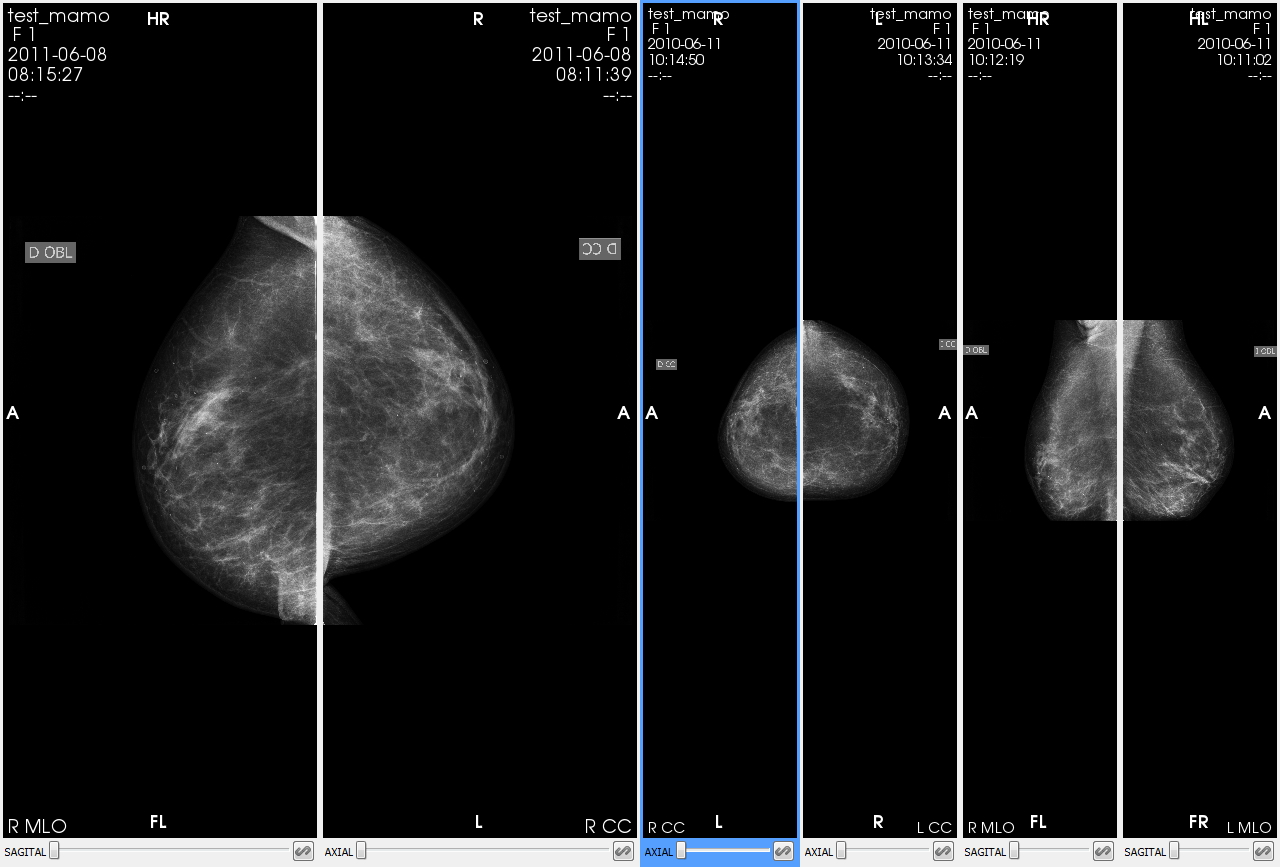 test_mamo
F 1
2011-06-08
08:15:27
--:--
HR
D OBL
A
R MLO
FL
SAGITAL
R
test_mamo
F 1
2011-06-08
08:11:39
--:--
D CC
A
L
R CC
AXIAL
test_mamo
R
F 1
2010-06-11
10:14:50
--:--
D CC
A
R CC
L
AXIAL
L
test_mamo
F 1
2010-06-11
10:13:34
--:--
A
R
L CC
AXIAL
test_mamo
HR
F 1
2010-06-11
10:12:19
--:--
D OBL
A
R MLO
FL
SAGITAL
HL
test_mamo
F 1
2010-06-11
10:11:02
--:--
I OBL
A
FR
L MLO
SAGITAL